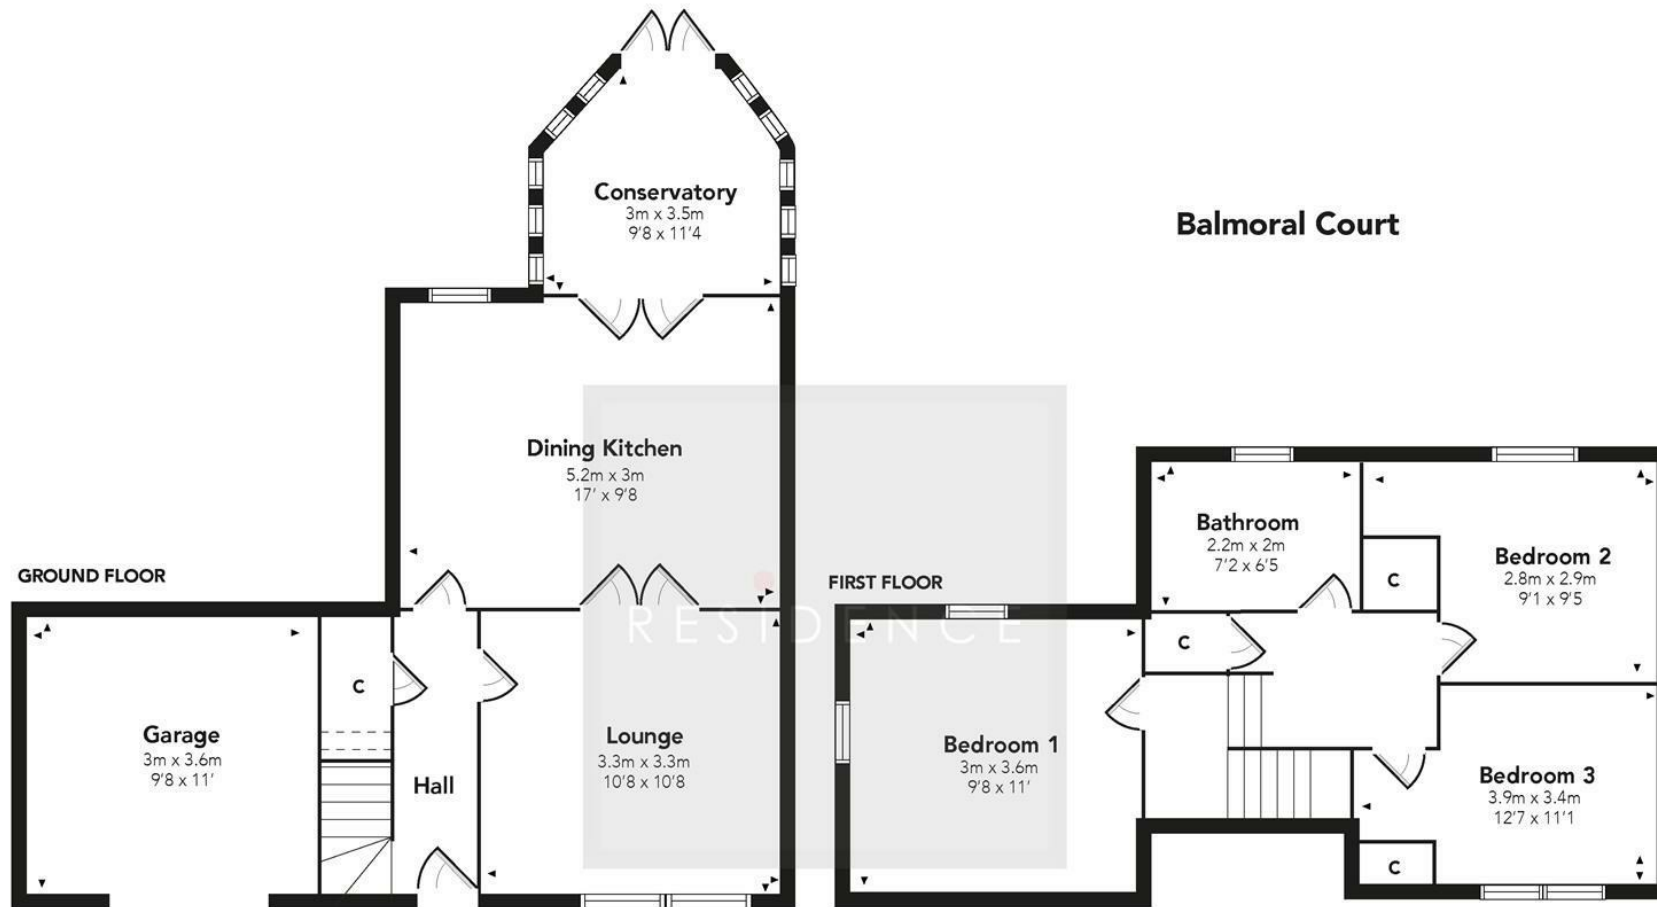 Conservatory
3m x 3.5m
9'8 x 11'4
Balmoral Court
Dining Kitchen
5.2m x 3m
17' x 9'8
GROUND FLOOR
Garage
3m x 3.6m
9'8 x 11'
C
Hall
Lounge
3.3m x 3.3m
10'8 x 10'8
RESIDENCE
FIRST FLOOR
Bathroom
2.2m x 2m
7'2 x 6'5
C
Bedroom 2
2.8m x 2.9m
9'1 x 9'5
C
Bedroom 1
3m x 3.6m
9'8 x 11'
Bedroom 3
3.9m x 3.4m
12'7 x 11'1
C